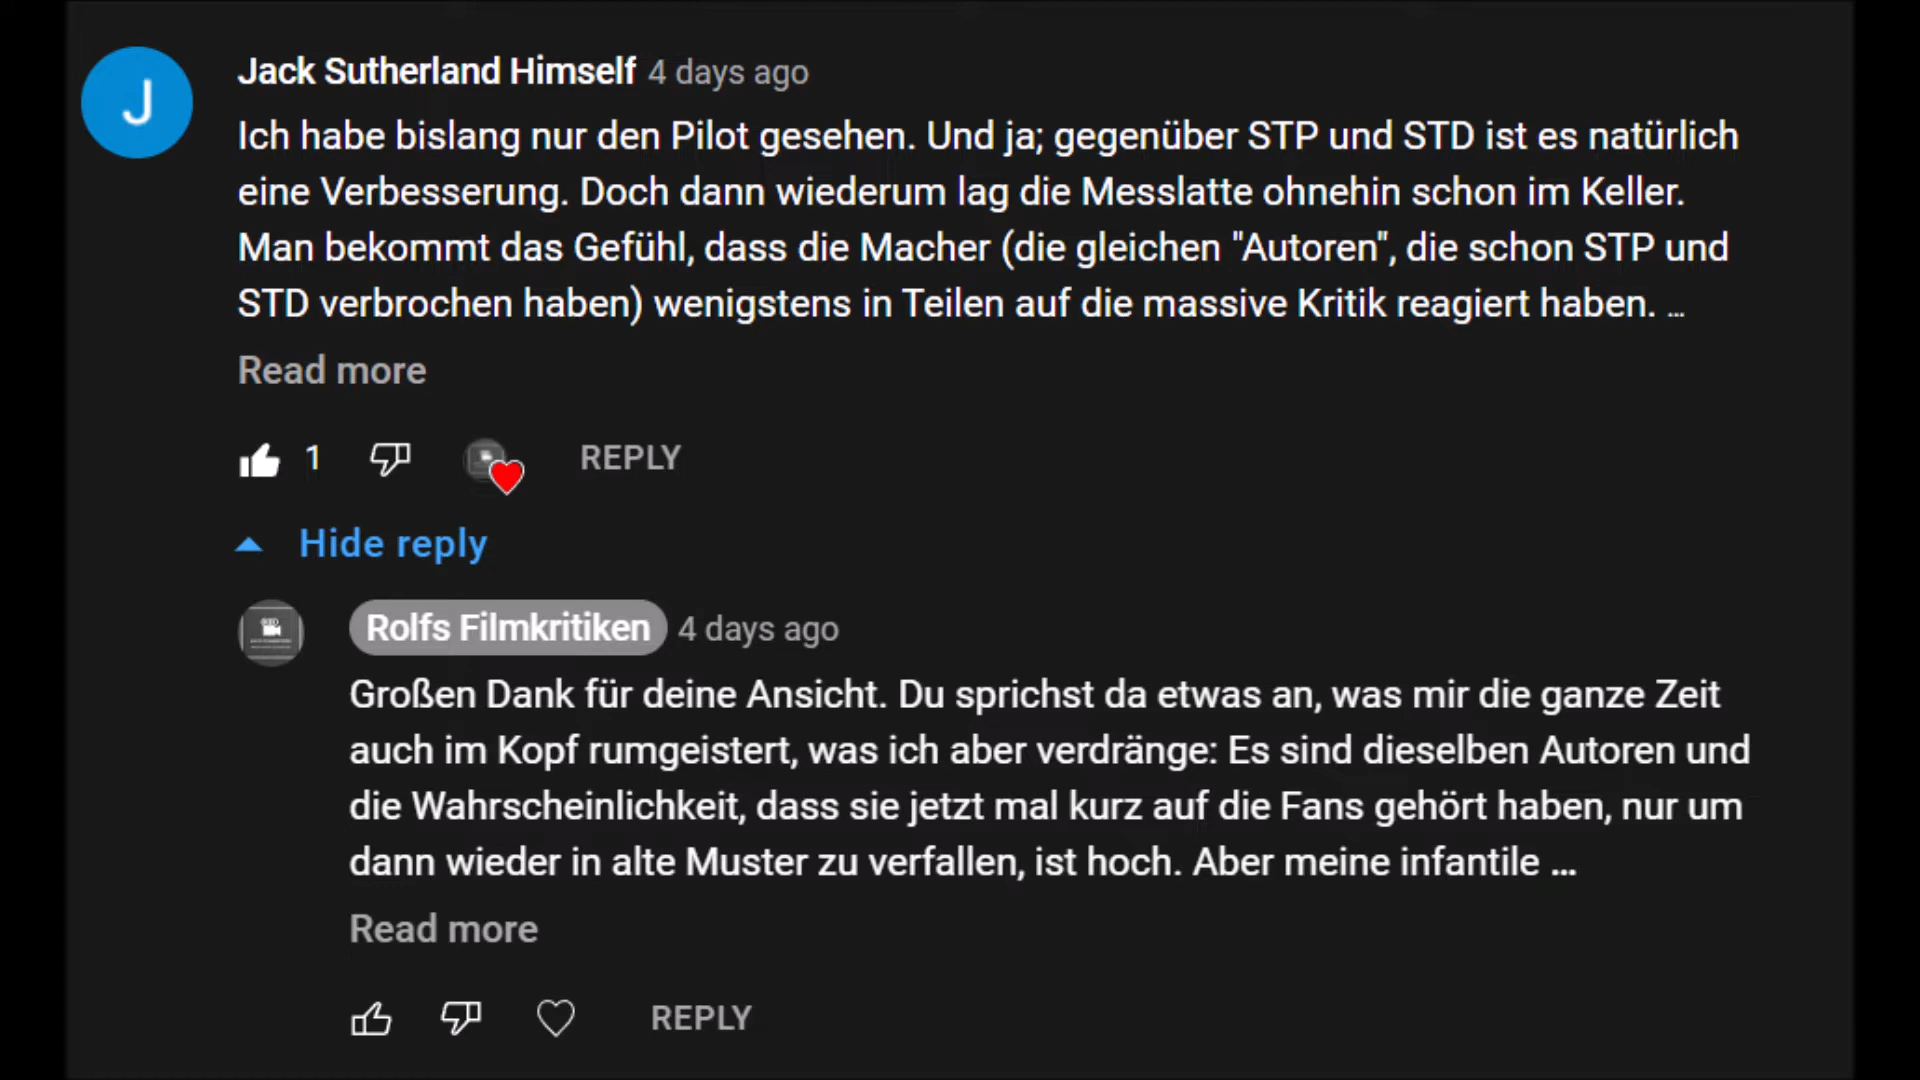 J
Jack Sutherland Himself 4 days ago
Ich habe bislang nur den Pilot gesehen. Und ja; gegenüber STP und STD ist es natürlich
eine Verbesserung. Doch dann wiederum lag die Messlatte ohnehin schon im Keller.
Man bekommt das Gefühl, dass die Macher (die gleichen "Autoren", die schon STP und
STD verbrochen haben) wenigstens in Teilen auf die massive Kritik reagiert haben. ...
Read more
1 REPLY
Hide reply
Rolfs Filmkritiken 4 days ago
Großen Dank für deine Ansicht. Du sprichst da etwas an, was mir die ganze Zeit
auch im Kopf rumgeistert, was ich aber verdränge: Es sind dieselben Autoren und
die Wahrscheinlichkeit, dass sie jetzt mal kurz auf die Fans gehört haben, nur um
dann wieder in alte Muster zu verfallen, ist hoch. Aber meine infantile ...
Read more
REPLY